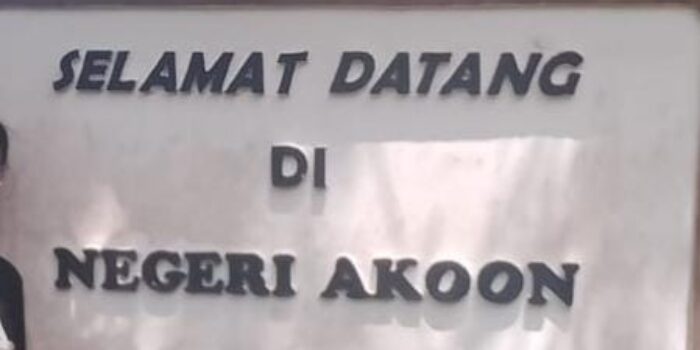 SELAMAT DATANG
DI
NEGERI AKOON